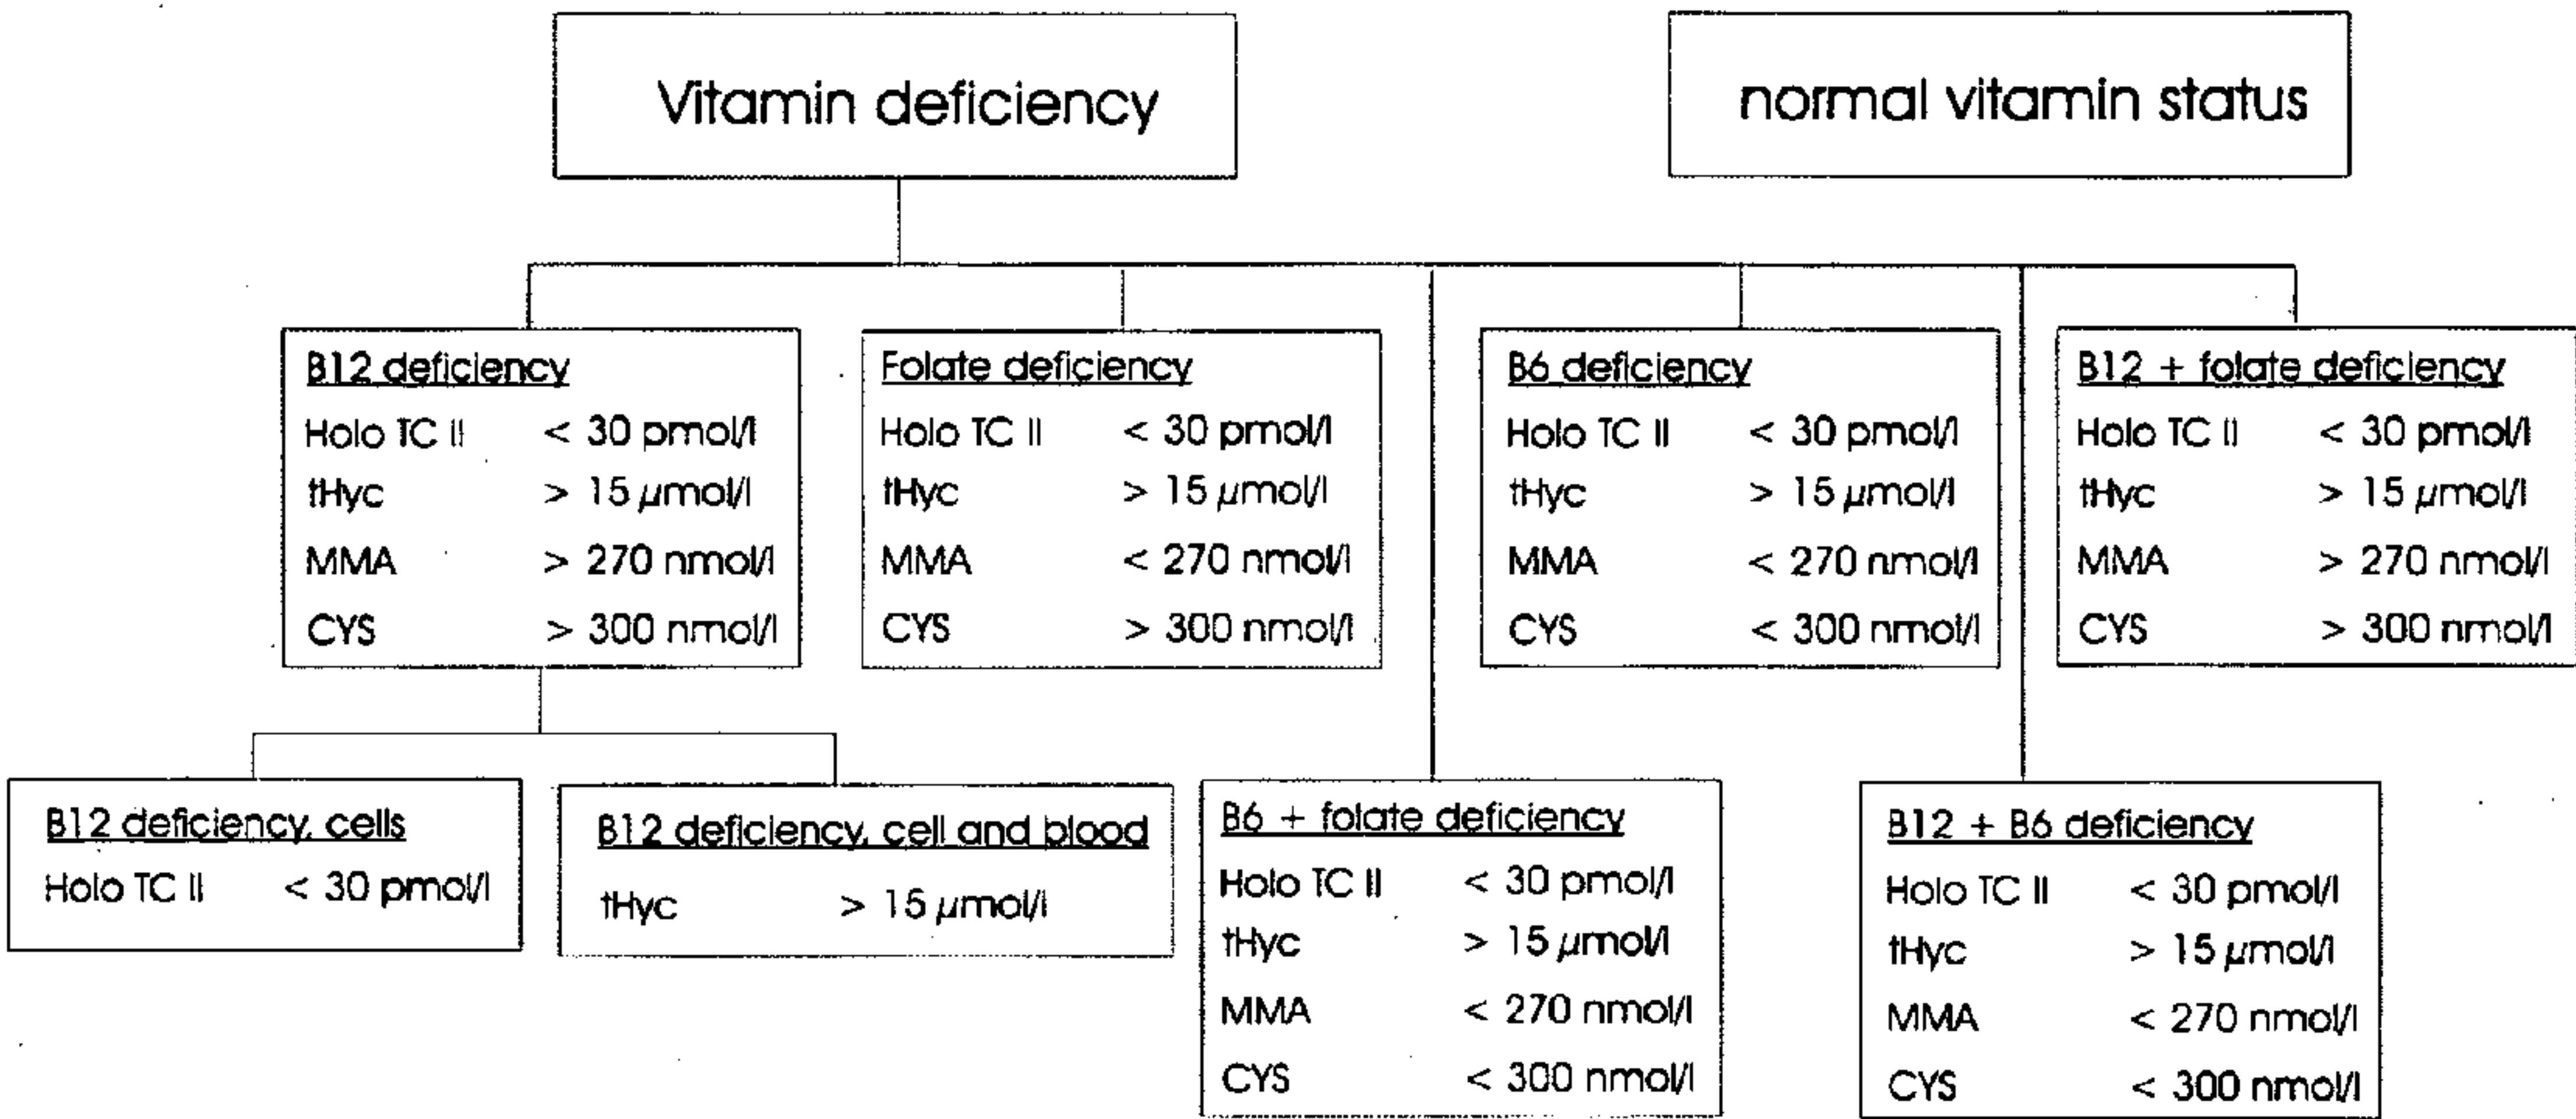 Vitamin deficiency
normal vitamin status
B12 deficiency
Holo TC II < 30 pmol/l
tHyc > 15 µmol/l
MMA > 270 nmol/l
CYS > 300 nmol/l
Folate deficiency
Holo TC II < 30 pmol/l
tHyc > 15 µmol/l
MMA < 270 nmol/l
CYS > 300 nmol/l
B6 deficiency
Holo TC II < 30 pmol/l
tHyc > 15 µmol/l
MMA < 270 nmol/l
CYS < 300 nmol/l
B12 + folate deficiency
Holo TC II < 30 pmol/l
tHyc > 15 µmol/l
MMA > 270 nmol/l
CYS > 300 nmol/l
B12 deficiency, cells
Holo TC II < 30 pmol/l
B12 deficiency, cell and blood
tHyc > 15 µmol/l
B6 + folate deficiency
Holo TC II < 30 pmol/l
tHyc > 15 µmol/l
MMA < 270 nmol/l
CYS < 300 nmol/l
B12 + B6 deficiency
Holo TC II < 30 pmol/l
tHyc > 15 µmol/l
MMA < 270 nmol/l
CYS < 300 nmol/l